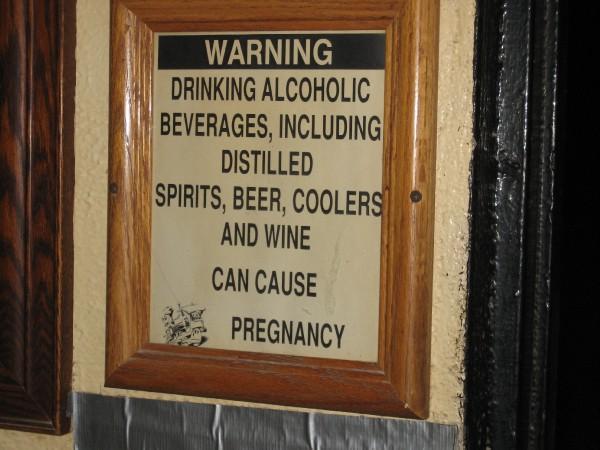 WARNING
DRINKING ALCOHOLIC
BEVERAGES, INCLUDING
DISTILLED
SPIRITS, BEER, COOLERS
AND WINE
CAN CAUSE
PREGNANCY